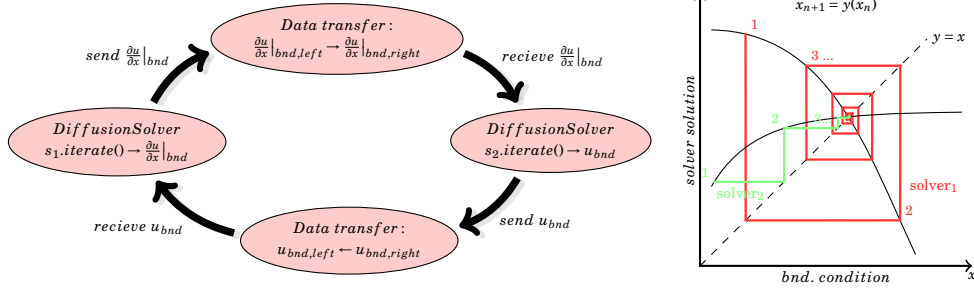 Data transfer:
∂u/∂x|bnd,left → ∂u/∂x|bnd,right
send ∂u/∂x|bnd
recieve ∂u/∂x|bnd
DiffusionSolver
s1.iterate() → ∂u/∂x|bnd
DiffusionSolver
s2.iterate() → ubnd
recieve ubnd
send ubnd
Data transfer:
ubnd,left ← ubnd,right
xn+1 = y(xn)
1
y = x
3 ...
solver solution
2
3...
1
solver2
solver1
2
bnd. condition
x